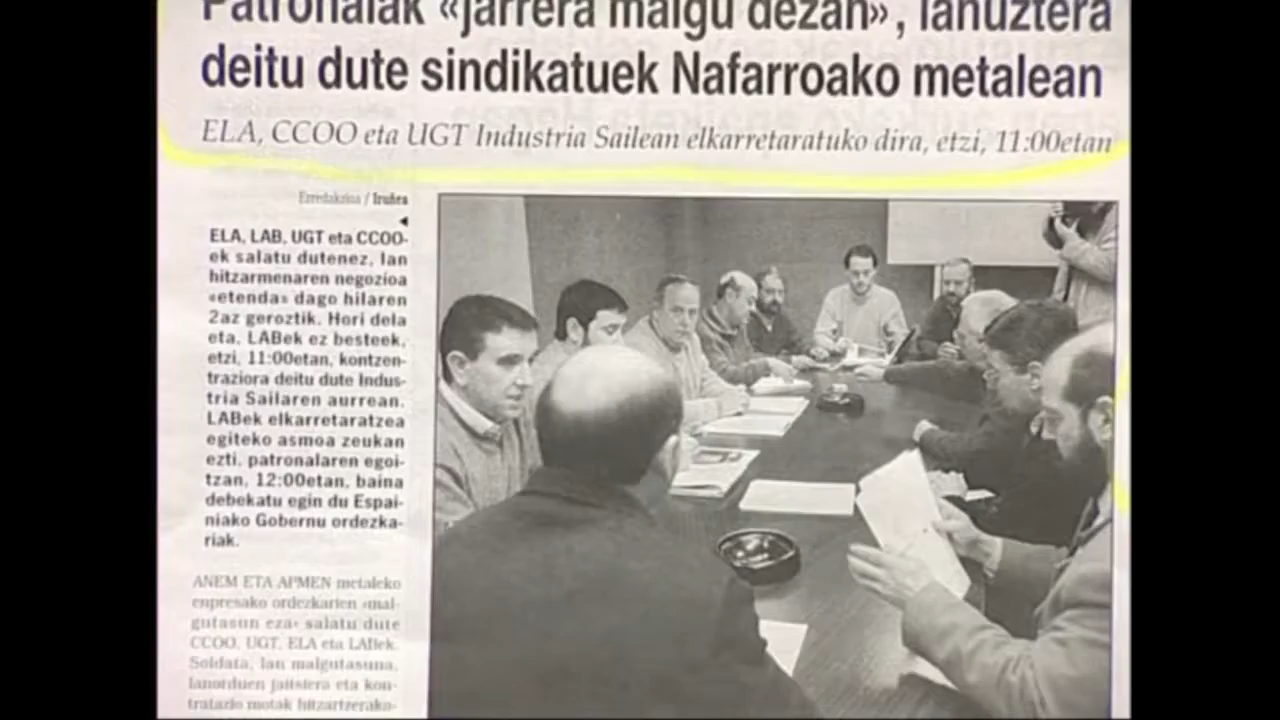 Patronalak «jarrera malgu dezan», lanuztera
deitu dute sindikatuek Nafarroako metalean
ELA, CCOO eta UGT Industria Sailean elkarretaratuko dira, etzi, 11:00etan
Erredakzioa / Iruñea
ELA, LAB, UGT eta CCOO-
ek salatu dutenez, lan
hitzarmenaren negozioa
«etenda» dago hilaren
2az geroztik. Hori dela
eta, LABek ez besteek,
etzi, 11:00etan, kontzen-
traziora deitu dute Indus-
tria Sailaren aurrean.
LABek elkarretaratzea
egiteko asmoa zeukan
ezti, patronalaren egoi-
tzan, 12:00etan, baina
debekatu egin du Espai-
niako Gobernu ordezka-
riak.
ANEM ETA APMEN metaleko
enpresako ordezkarien «mal-
gutasun eza» salatu dute
CCOO, UGT, ELA eta LABek.
Soldata, lan malgutasuna,
lanorduen jaitsiera eta kon-
tratazio motak hitzartzerako-